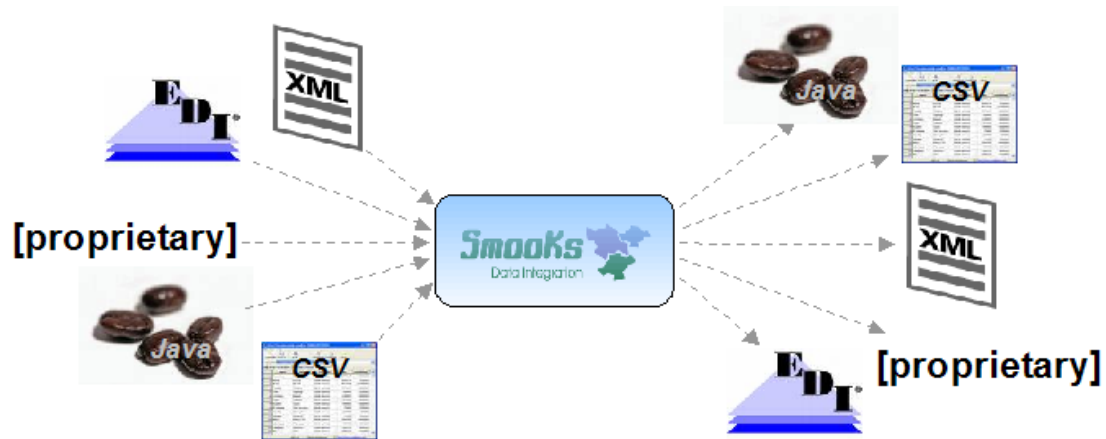 EDI
XML
[proprietary]
Java
CSV
Smooks
Data Integration
Java
CSV
XML
[proprietary]
EDI